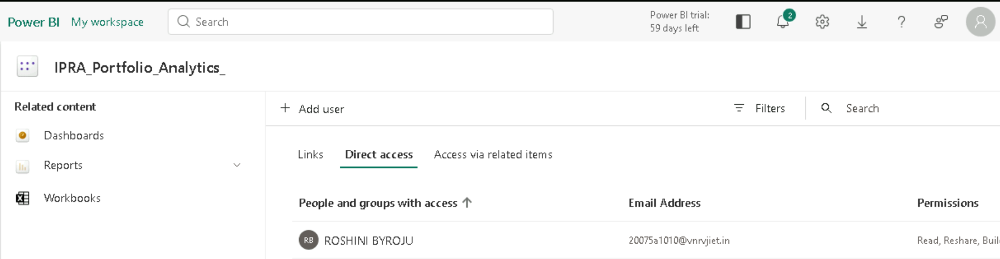 Power BI My workspace
Search
Power BI trial:
59 days left
2
IPRA_Portfolio_Analytics_
Related content
Dashboards
Reports
Workbooks
+ Add user
Filters
Search
Links Direct access Access via related items
People and groups with access ↑ Email Address Permissions
RB ROSHINI BYROJU 20075a1010@vnrvjiet.in Read, Reshare,